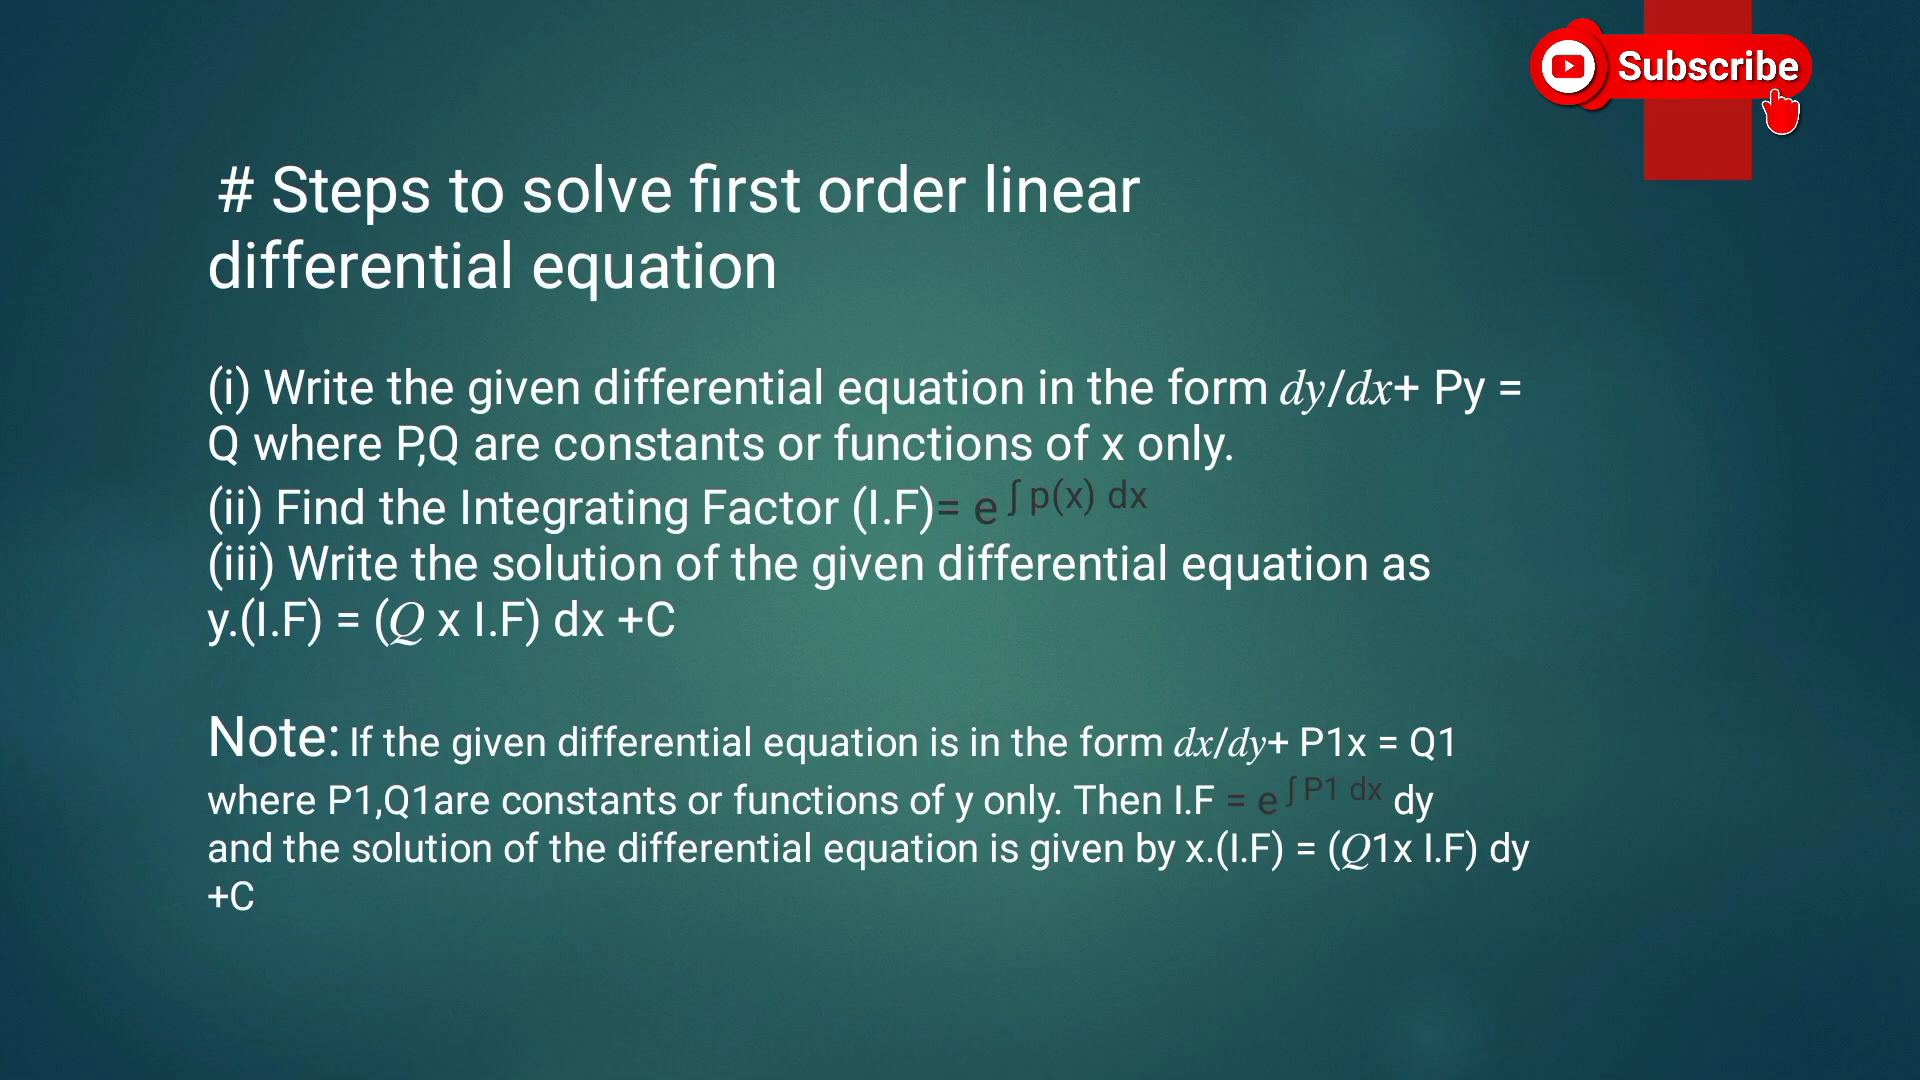 Subscribe
# Steps to solve first order linear
differential equation
(i) Write the given differential equation in the form 𝑑𝑦/𝑑𝑥+ Py =
Q where P,Q are constants or functions of x only.
(ii) Find the Integrating Factor (I.F)= e ∫ p(x) dx
(iii) Write the solution of the given differential equation as
y.(I.F) = (𝑄 x I.F) dx +C
Note: If the given differential equation is in the form 𝑑𝑥/𝑑𝑦+ P1x = Q1
where P1,Q1are constants or functions of y only. Then I.F = e ∫ P1 dx dy
and the solution of the differential equation is given by x.(I.F) = (𝑄1x I.F) dy
+C